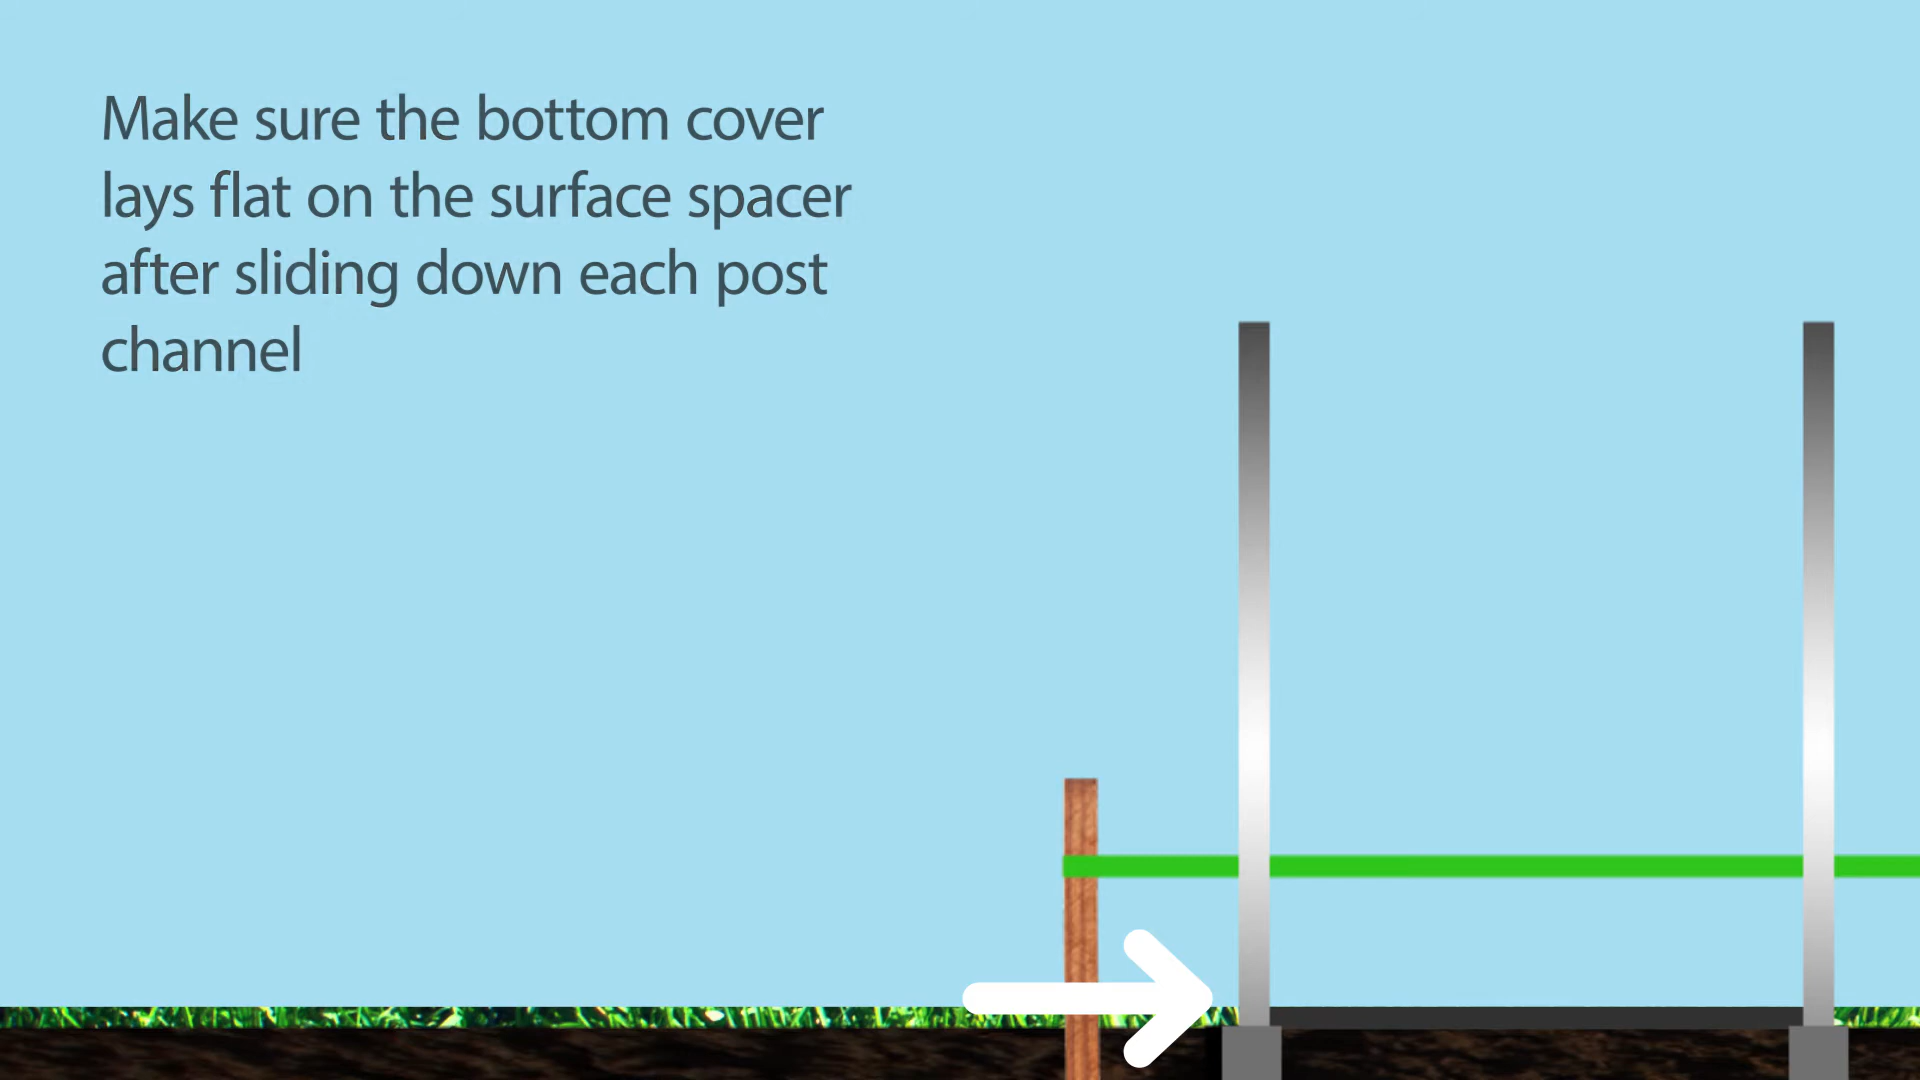 Make sure the bottom cover
lays flat on the surface spacer
after sliding down each post
channel